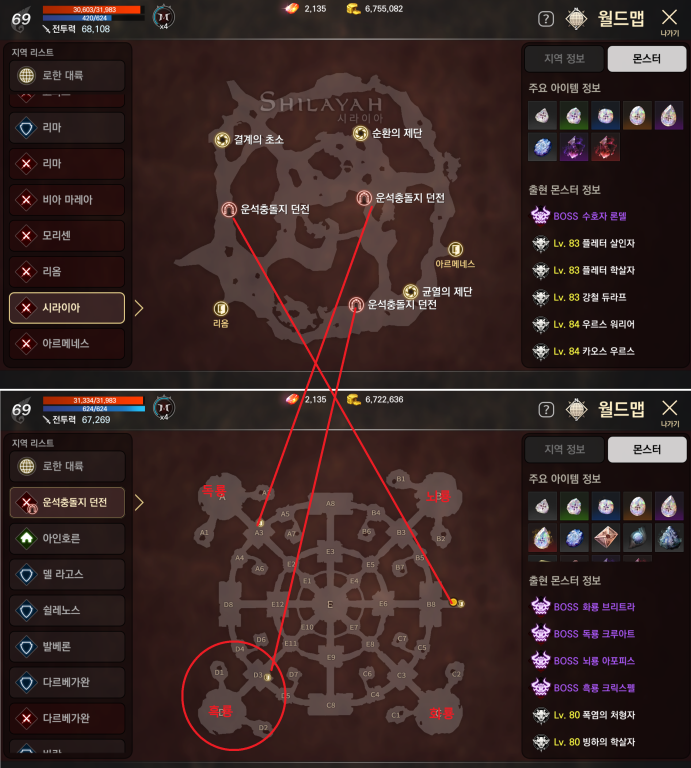 69
30,603/31,983
420/624
전투력 68,108
x4
2,135
6,755,082
?
월드맵
나가기
지역 리스트
로한 대륙
리마
리마
비아 마레아
모리센
리옴
시라이아
아르메네스
SHILAYAH
시라이아
결계의 초소
순환의 제단
운석충돌지 던전
운석충돌지 던전
아르메네스
균열의 제단
운석충돌지 던전
리옴
지역 정보
몬스터
주요 아이템 정보
출현 몬스터 정보
BOSS 수호자 론델
Lv. 83 플레터 살인자
Lv. 83 플레터 학살자
Lv. 83 강철 듀라프
Lv. 84 우르스 워리어
Lv. 84 카오스 우르스
69
31,334/31,983
624/624
전투력 67,269
x4
2,135
6,722,636
?
월드맵
나가기
지역 리스트
로한 대륙
운석충돌지 던전
아인호른
델 라고스
쉴레노스
발베론
다르베가완
다르베가완
독룡
A
A1
A3
A4
A5
A6
A7
A8
뇌룡
B1
B2
B3
B4
B5
B6
B7
B8
E
E1
E2
E3
E4
E5
E6
E7
E8
E9
E10
E11
E12
D8
흑룡
D1
D2
D3
D4
D5
D6
D7
C1
C2
C3
C4
C5
C6
C7
C8
지역 정보
몬스터
주요 아이템 정보
출현 몬스터 정보
BOSS 화룡 브리트라
BOSS 독룡 크루아트
BOSS 뇌룡 아포피스
BOSS 흑룡 크릭스펠
Lv. 80 폭염의 처형자
Lv. 80 빙하의 학살자